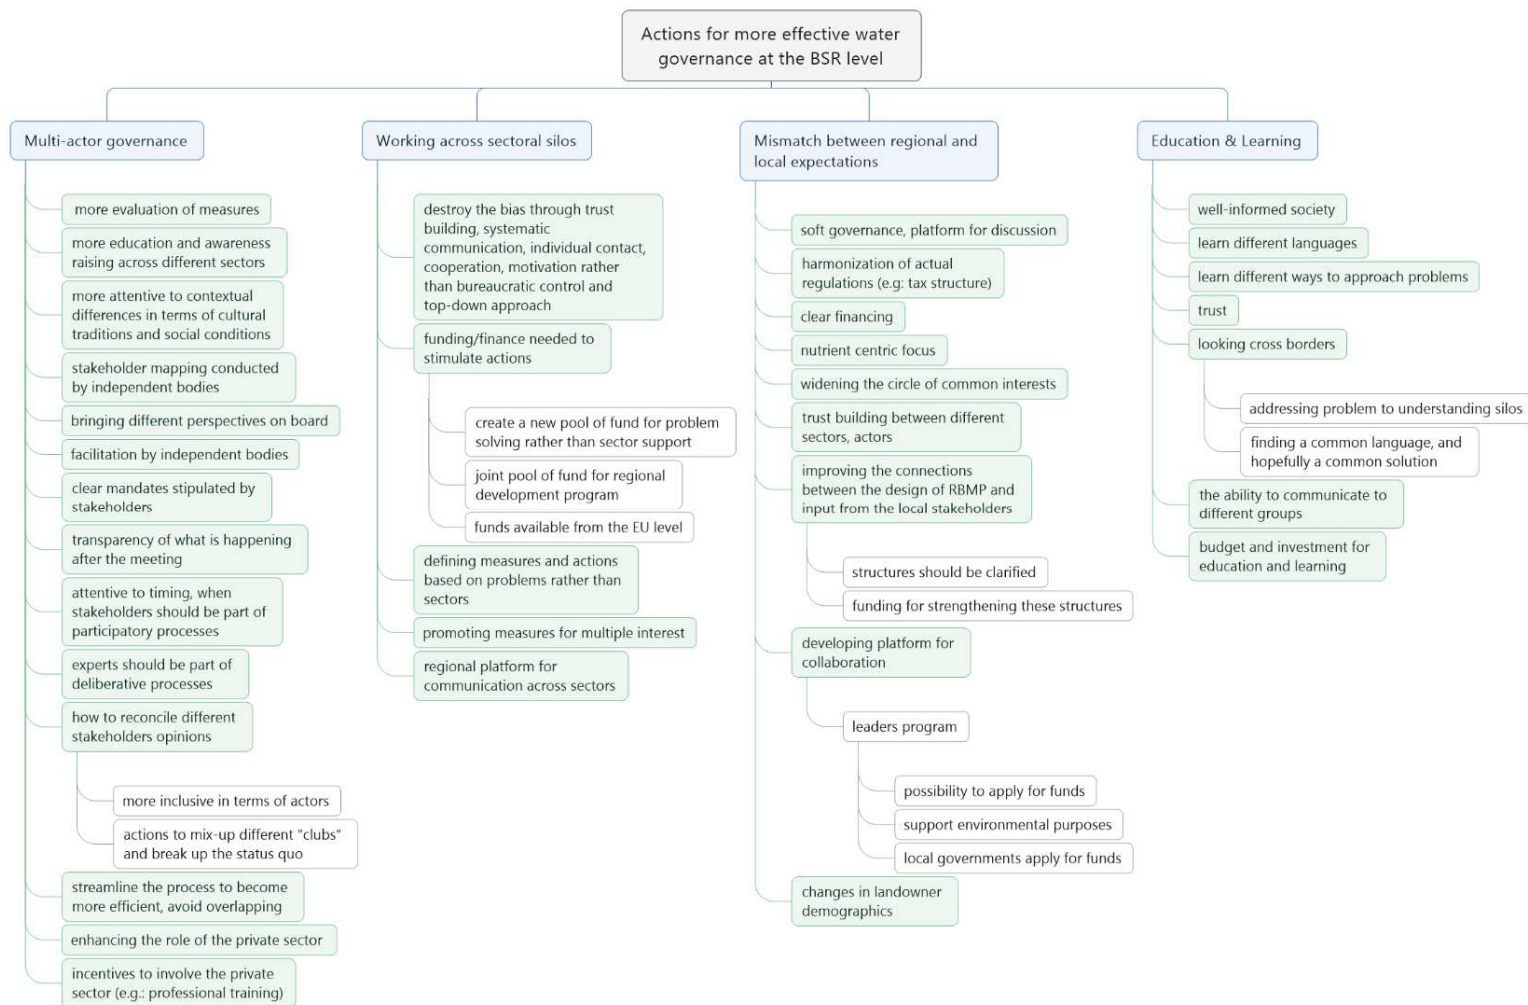 Actions for more effective water
governance at the BSR level
Multi-actor governance
more evaluation of measures
more education and awareness
raising across different sectors
more attentive to contextual
differences in terms of cultural
traditions and social conditions
stakeholder mapping conducted
by independent bodies
bringing different perspectives on board
facilitation by independent bodies
clear mandates stipulated by
stakeholders
transparency of what is happening
after the meeting
attentive to timing, when
stakeholders should be part of
participatory processes
experts should be part of
deliberative processes
how to reconcile different
stakeholders opinions
more inclusive in terms of actors
actions to mix-up different "clubs"
and break up the status quo
streamline the process to become
more efficient, avoid overlapping
enhancing the role of the private sector
incentives to involve the private
sector (e.g.: professional training)
Working across sectoral silos
destroy the bias through trust
building, systematic
communication, individual contact,
cooperation, motivation rather
than bureaucratic control and
top-down approach
funding/finance needed to
stimulate actions
create a new pool of fund for problem
solving rather than sector support
joint pool of fund for regional
development program
funds available from the EU level
defining measures and actions
based on problems rather than
sectors
promoting measures for multiple interest
regional platform for
communication across sectors
Mismatch between regional and
local expectations
soft governance, platform for discussion
harmonization of actual
regulations (e.g: tax structure)
clear financing
nutrient centric focus
widening the circle of common interests
trust building between different
sectors, actors
improving the connections
between the design of RBMP and
input from the local stakeholders
structures should be clarified
funding for strengthening these structures
developing platform for
collaboration
leaders program
possibility to apply for funds
support environmental purposes
local governments apply for funds
changes in landowner
demographics
Education & Learning
well-informed society
learn different languages
learn different ways to approach problems
trust
looking cross borders
addressing problem to understanding silos
finding a common language, and
hopefully a common solution
the ability to communicate to
different groups
budget and investment for
education and learning